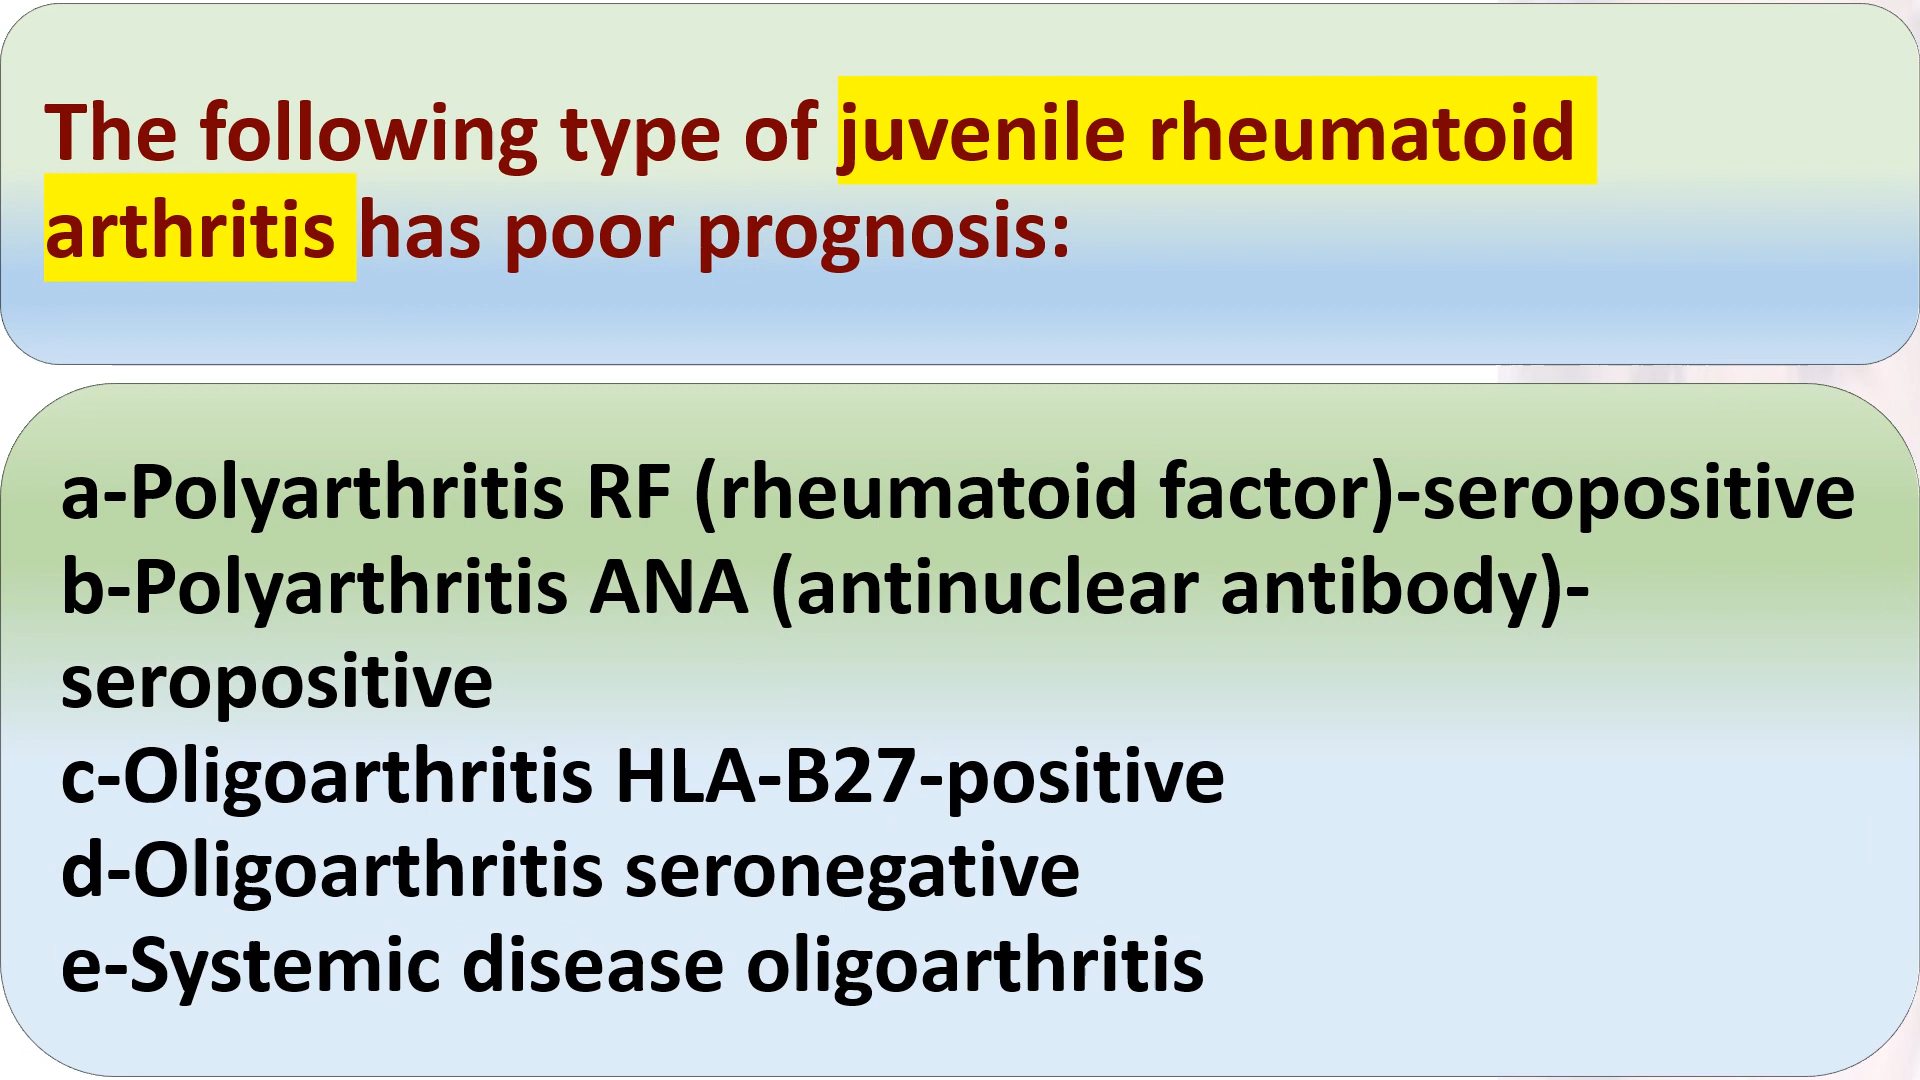 The following type of juvenile rheumatoid
arthritis has poor prognosis:
a-Polyarthritis RF (rheumatoid factor)-seropositive
b-Polyarthritis ANA (antinuclear antibody)-
seropositive
c-Oligoarthritis HLA-B27-positive
d-Oligoarthritis seronegative
e-Systemic disease oligoarthritis